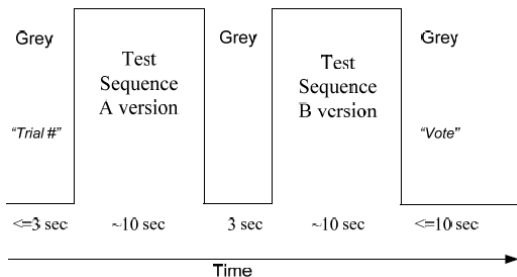 Grey
Test
Sequence
A version
Grey
Test
Sequence
B version
Grey
"Trial #"
"Vote"
<=3 sec
~10 sec
3 sec
~10 sec
<=10 sec
Time